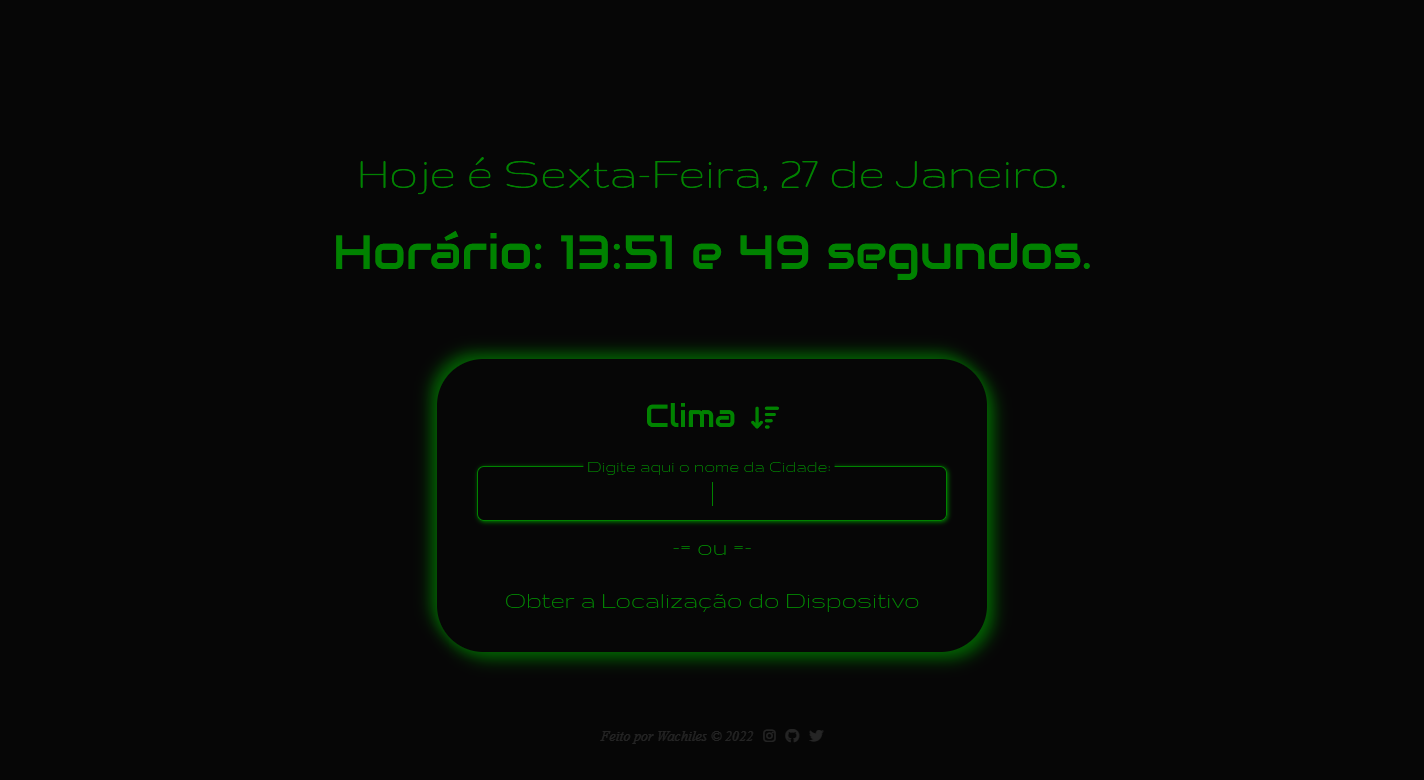 Hoje é Sexta-Feira, 27 de Janeiro.
Horário: 13:51 e 49 segundos.
Clima
Digite aqui o nome da Cidade:
-= ou =-
Obter a Localização do Dispositivo
Feito por Wachiles © 2022